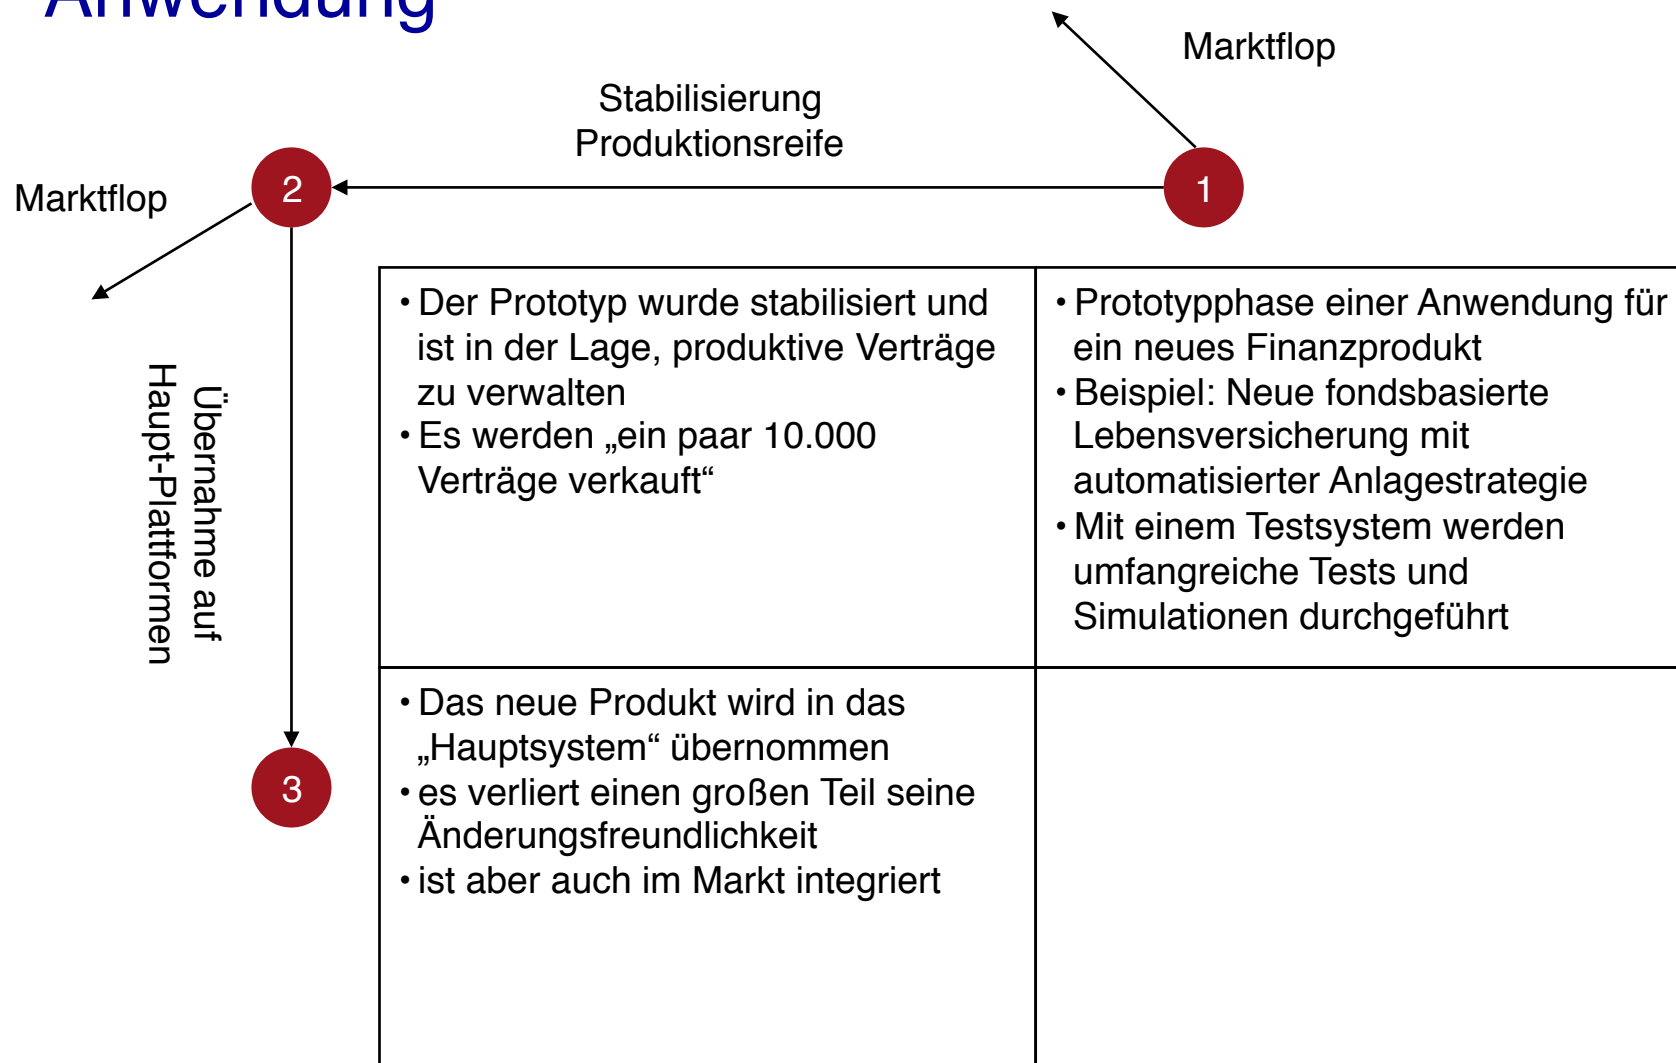 Anwendung
Marktflop
Stabilisierung
Produktionsreife
Marktflop
2
1
Übernahme auf
Haupt-Plattformen
• Der Prototyp wurde stabilisiert und
ist in der Lage, produktive Verträge
zu verwalten
• Es werden „ein paar 10.000
Verträge verkauft“
• Prototypphase einer Anwendung für
ein neues Finanzprodukt
• Beispiel: Neue fondsbasierte
Lebensversicherung mit
automatisierter Anlagestrategie
• Mit einem Testsystem werden
umfangreiche Tests und
Simulationen durchgeführt
3
• Das neue Produkt wird in das
„Hauptsystem“ übernommen
• es verliert einen großen Teil seine
Änderungsfreundlichkeit
• ist aber auch im Markt integriert